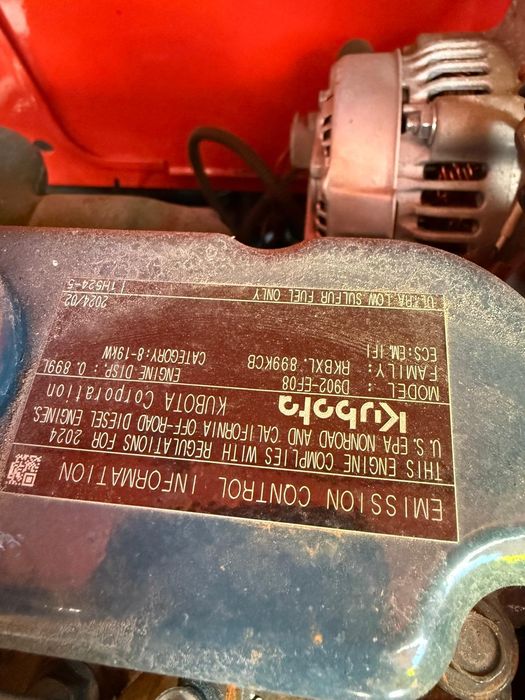 EMISSION CONTROL INFORMATION
THIS ENGINE COMPLIES WITH REGULATIONS FOR 2024
U.S. EPA NONROAD AND CALIFORNIA OFF-ROAD DIESEL ENGINES.
Kubota KUBOTA Corporation
MODEL : D902-EF08 ENGINE DISP.: 0.899L
FAMILY: RKBXL.899KCB CATEGORY:8-19kW
ECS:EM,IFI
ULTRA LOW SULFUR FUEL ONLY 1H524-5 2024/02